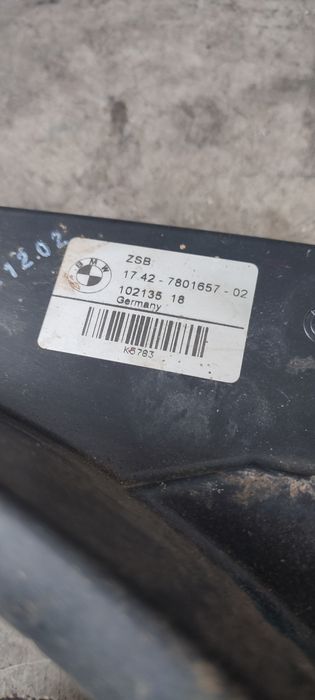 12.02
BMW
ZSB
17.42 - 7801657 - 02
102135 18
Germany
K6783